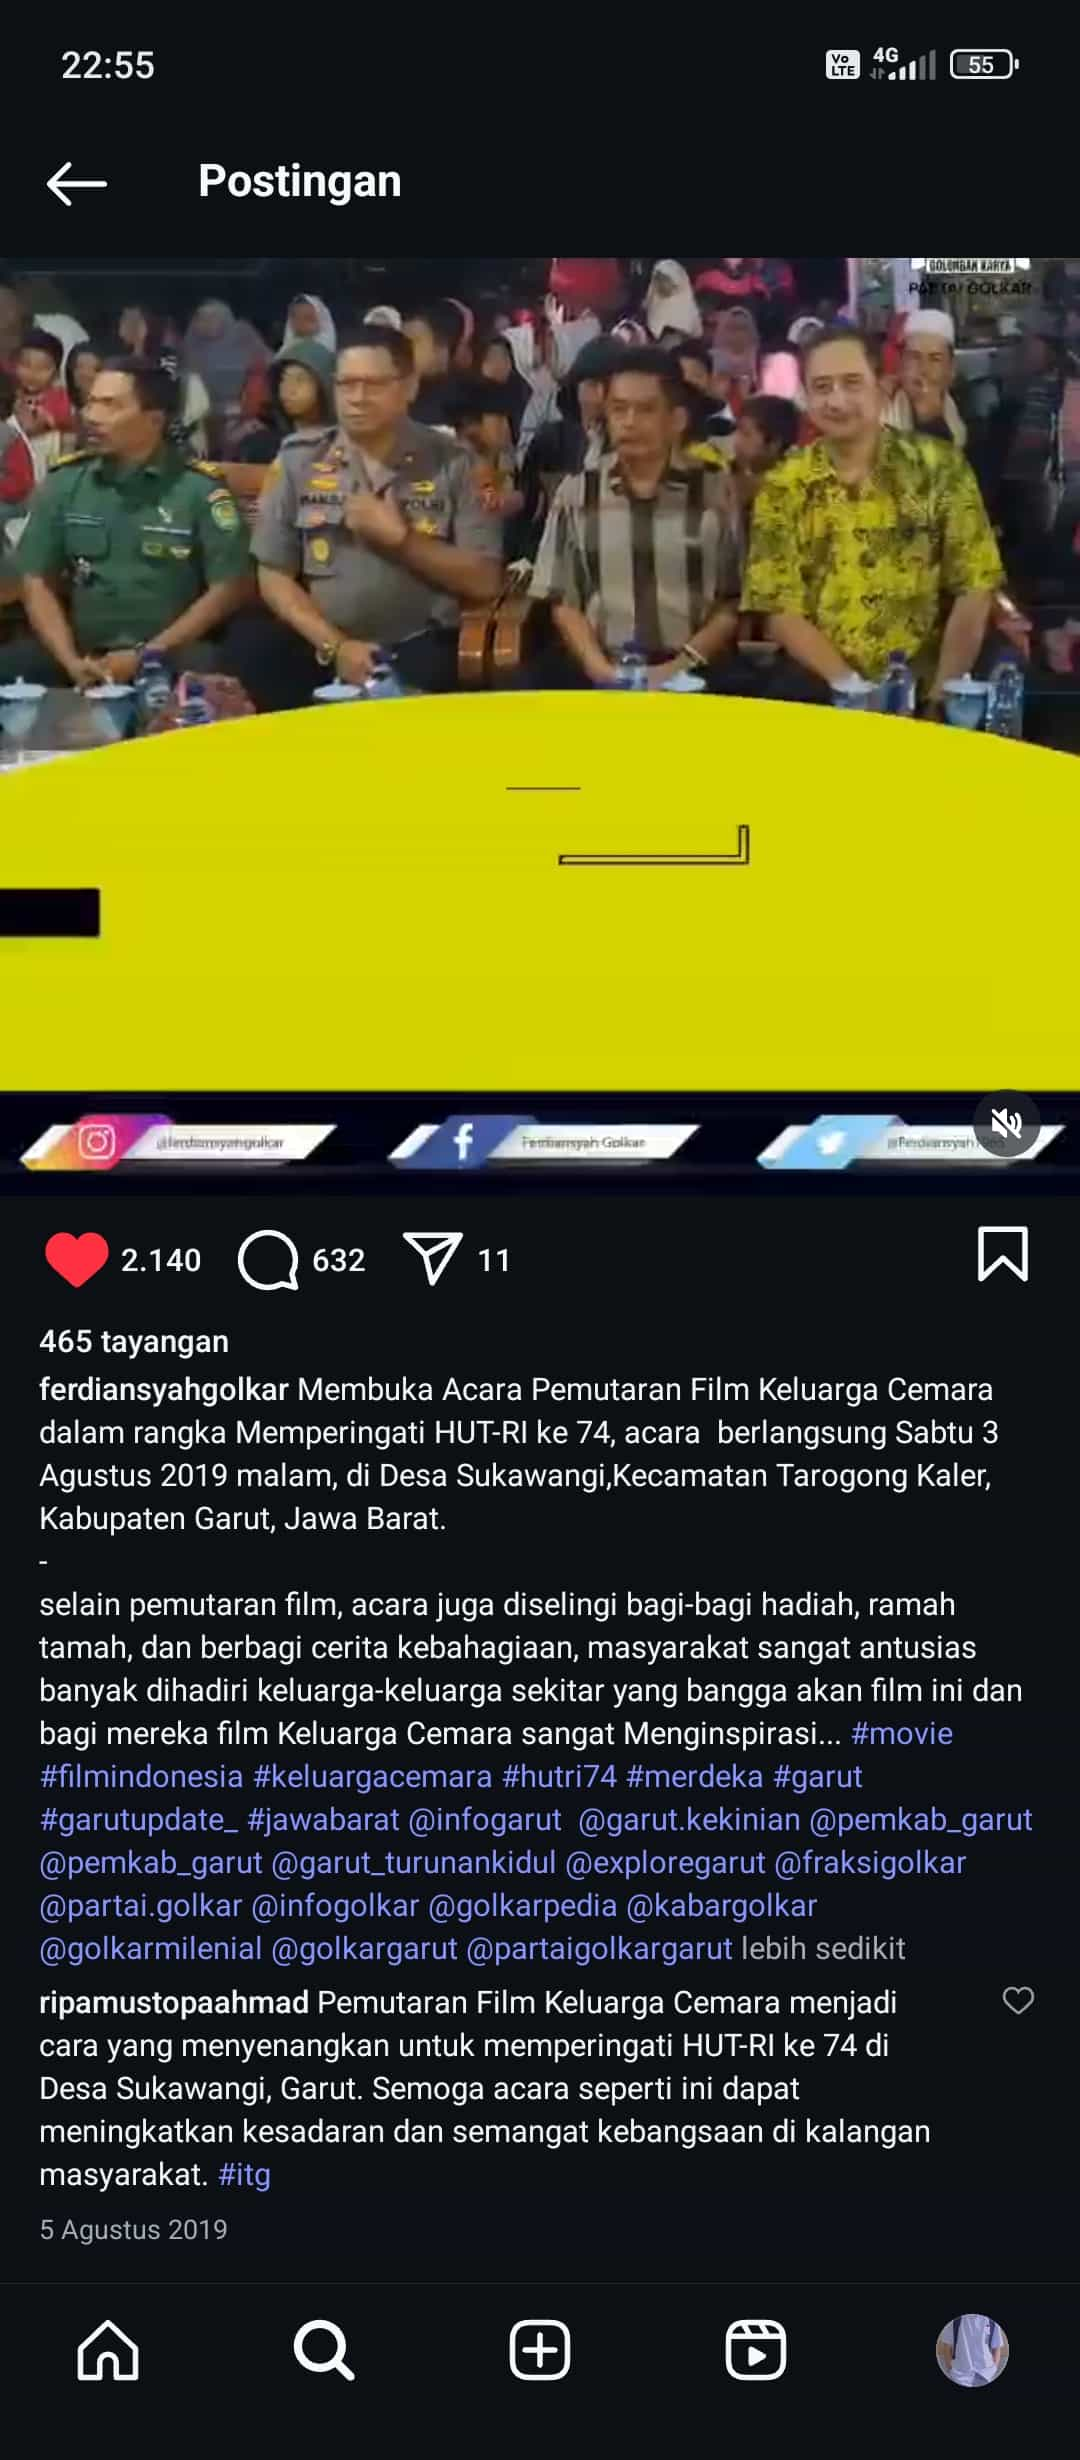 22:55
Vo LTE 4G 55
Postingan
GOLONGAN KARYA
PARTAI GOLKAR
POLRI
@ferdiansyahgolkar
Ferdiansyah Golkar
2.140 632 11
465 tayangan
ferdiansyahgolkar Membuka Acara Pemutaran Film Keluarga Cemara
dalam rangka Memperingati HUT-RI ke 74, acara  berlangsung Sabtu 3
Agustus 2019 malam, di Desa Sukawangi,Kecamatan Tarogong Kaler,
Kabupaten Garut, Jawa Barat.
-
selain pemutaran film, acara juga diselingi bagi-bagi hadiah, ramah
tamah, dan berbagi cerita kebahagiaan, masyarakat sangat antusias
banyak dihadiri keluarga-keluarga sekitar yang bangga akan film ini dan
bagi mereka film Keluarga Cemara sangat Menginspirasi... #movie
#filmindonesia #keluargacemara #hutri74 #merdeka #garut
#garutupdate_ #jawabarat @infogarut  @garut.kekinian @pemkab_garut
@pemkab_garut @garut_turunankidul @exploregarut @fraksigolkar
@partai.golkar @infogolkar @golkarpedia @kabargolkar
@golkarmilenial @golkargarut @partaigolkargarut lebih sedikit
ripamustopaahmad Pemutaran Film Keluarga Cemara menjadi
cara yang menyenangkan untuk memperingati HUT-RI ke 74 di
Desa Sukawangi, Garut. Semoga acara seperti ini dapat
meningkatkan kesadaran dan semangat kebangsaan di kalangan
masyarakat. #itg
5 Agustus 2019